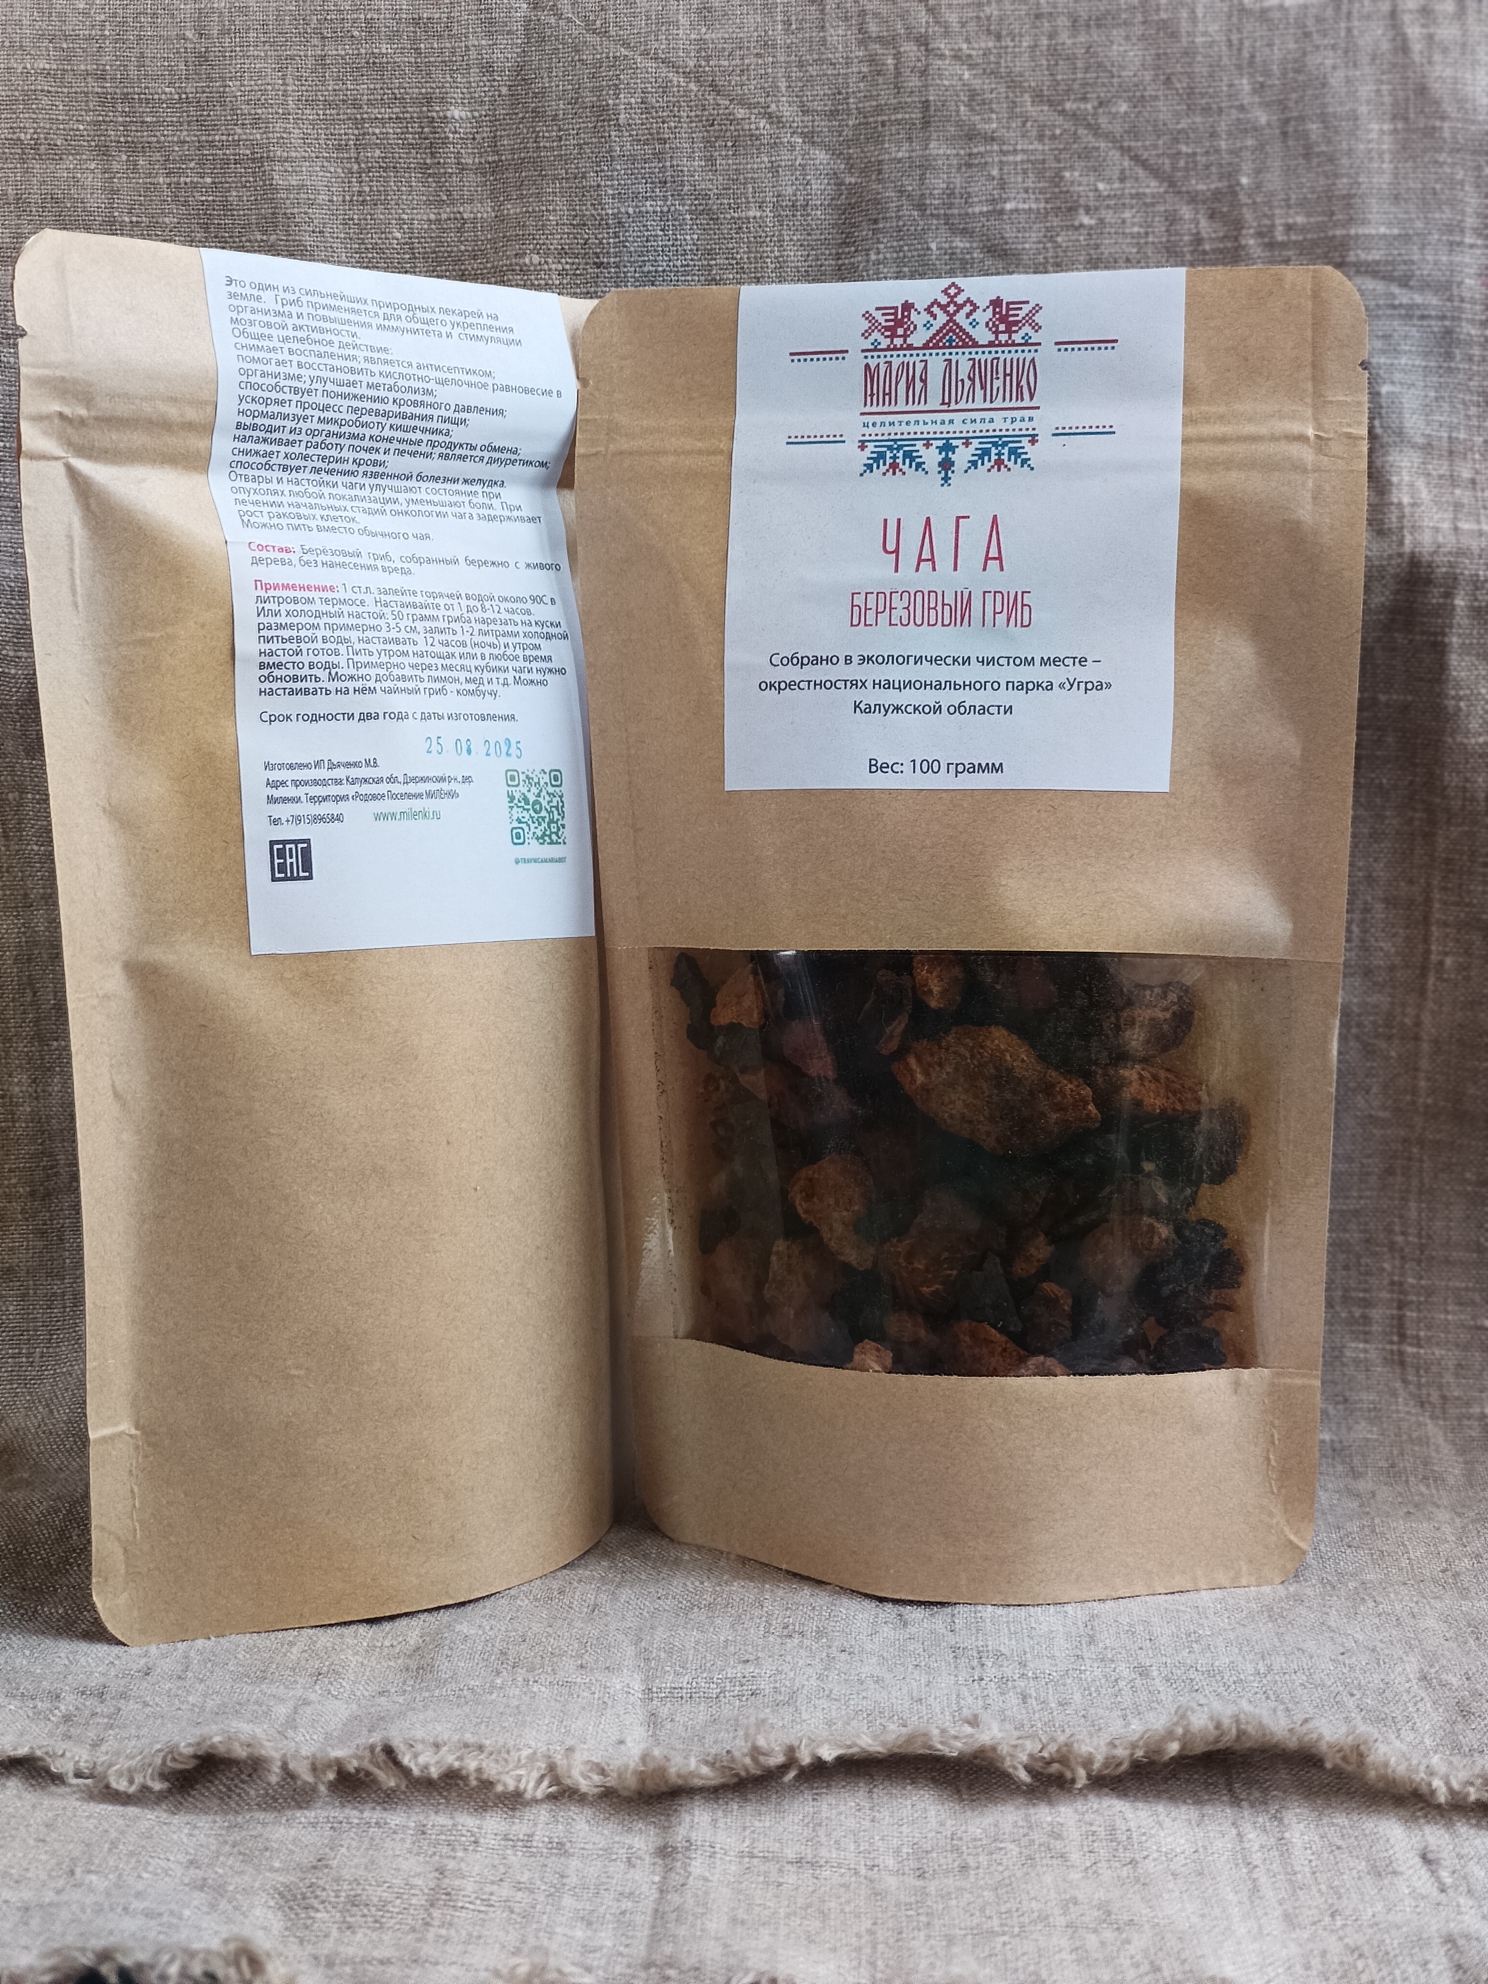 Это один из сильнейших природных лекарей на
земле. Гриб применяется для общего укрепления
организма и повышения иммунитета и стимуляции
мозговой активности.
Общее целебное действие:
снимает воспаления; является антисептиком;
помогает восстановить кислотно-щелочное равновесие в
организме; улучшает метаболизм;
способствует понижению кровяного давления;
ускоряет процесс переваривания пищи;
нормализует микробиоту кишечника;
выводит из организма конечные продукты обмена;
налаживает работу почек и печени; является диуретиком;
снижает холестерин крови;
способствует лечению язвенной болезни желудка.
Отвары и настойки чаги улучшают состояние при
опухолях любой локализации, уменьшают боли. При
лечении начальных стадий онкологии чага задерживает
рост раковых клеток.
Можно пить вместо обычного чая.
Состав: Берёзовый гриб, собранный бережно с живого
дерева, без нанесения вреда.
Применение: 1 ст.л. залейте горячей водой около 90С в
литровом термосе. Настаивайте от 1 до 8-12 часов.
Или холодный настой: 50 грамм гриба нарезать на куски
размером примерно 3-5 см, залить 1-2 литрами холодной
питьевой воды, настаивать 12 часов (ночь) и утром
настой готов. Пить утром натощак или в любое время
вместо воды. Примерно через месяц кубики чаги нужно
обновить. Можно добавить лимон, мед и т.д. Можно
настаивать на нём чайный гриб - комбучу.
Срок годности два года с даты изготовления.
25.08.2025
Изготовлено ИП Дьяченко М.В.
Адрес производства: Калужская обл., Дзержинский р-н., дер.
Миленки. Территория «Родовое Поселение МИЛЁНКИ»
Тел. +7(915)8965840 www.milenki.ru
@TRAVNICAMARIABOT
EAC
МАРИЯ ДЬЯЧЕНКО
целительная сила трав
ЧАГА
БЕРЁЗОВЫЙ ГРИБ
Собрано в экологически чистом месте –
окрестностях национального парка «Угра»
Калужской области
Вес: 100 грамм